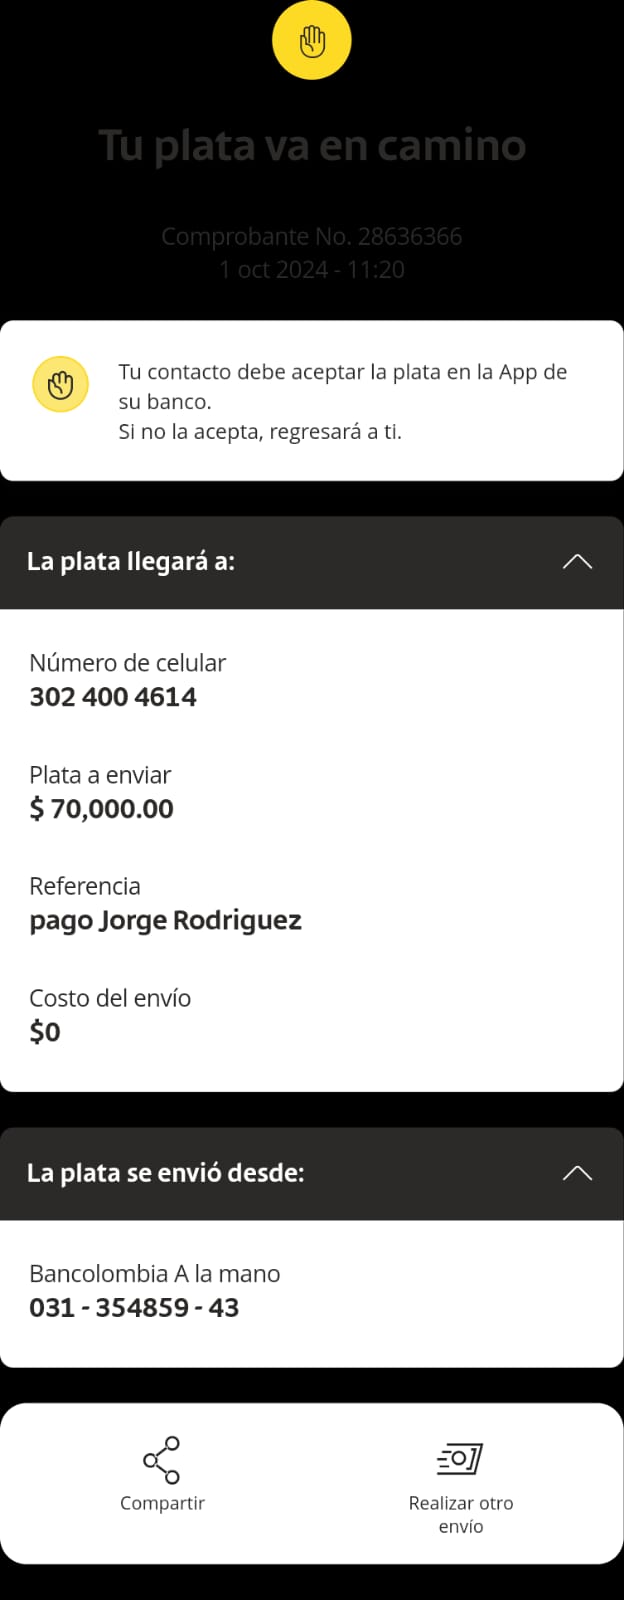 Tu plata va en camino
Comprobante No. 28636366
1 oct 2024 - 11:20
Tu contacto debe aceptar la plata en la App de
su banco.
Si no la acepta, regresará a ti.
La plata llegará a:
Número de celular
302 400 4614
Plata a enviar
$ 70,000.00
Referencia
pago Jorge Rodriguez
Costo del envío
$0
La plata se envió desde:
Bancolombia A la mano
031 - 354859 - 43
Compartir
Realizar otro
envío